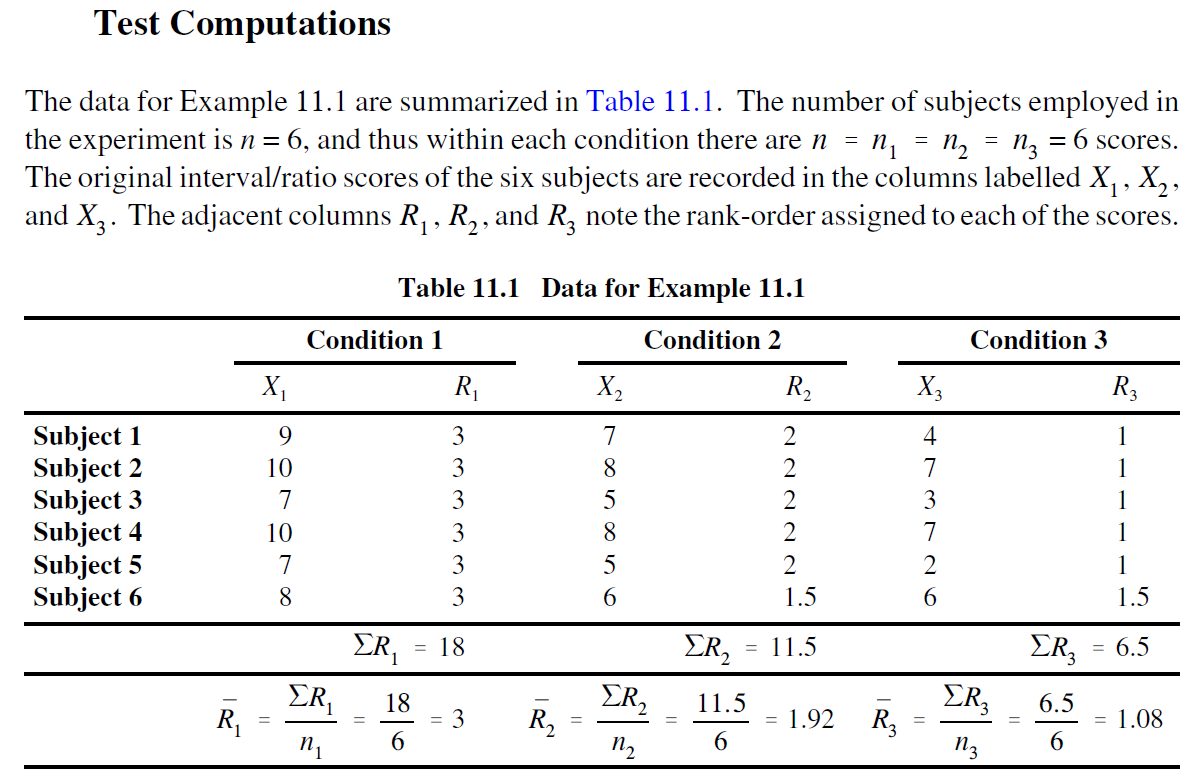 Test Computations
The data for Example 11.1 are summarized in Table 11.1. The number of subjects employed in
the experiment is n = 6, and thus within each condition there are n = n₁ = n₂ = n₃ = 6 scores.
The original interval/ratio scores of the six subjects are recorded in the columns labelled X₁, X₂,
and X₃. The adjacent columns R₁, R₂, and R₃ note the rank-order assigned to each of the scores.
Table 11.1 Data for Example 11.1
Condition 1 Condition 2 Condition 3
X₁ R₁ X₂ R₂ X₃ R₃
Subject 1 9 3 7 2 4 1
Subject 2 10 3 8 2 7 1
Subject 3 7 3 5 2 3 1
Subject 4 10 3 8 2 7 1
Subject 5 7 3 5 2 2 1
Subject 6 8 3 6 1.5 6 1.5
ΣR₁ = 18 ΣR₂ = 11.5 ΣR₃ = 6.5
R̄₁ = ΣR₁/n₁ = 18/6 = 3 R̄₂ = ΣR₂/n₂ = 11.5/6 = 1.92 R̄₃ = ΣR₃/n₃ = 6.5/6 = 1.08